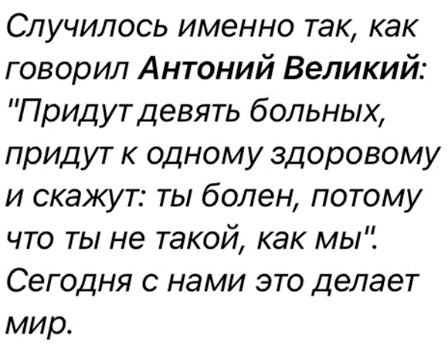 Случилось именно так, как
говорил Антоний Великий:
"Придут девять больных,
придут к одному здоровому
и скажут: ты болен, потому
что ты не такой, как мы".
Сегодня с нами это делает
мир.